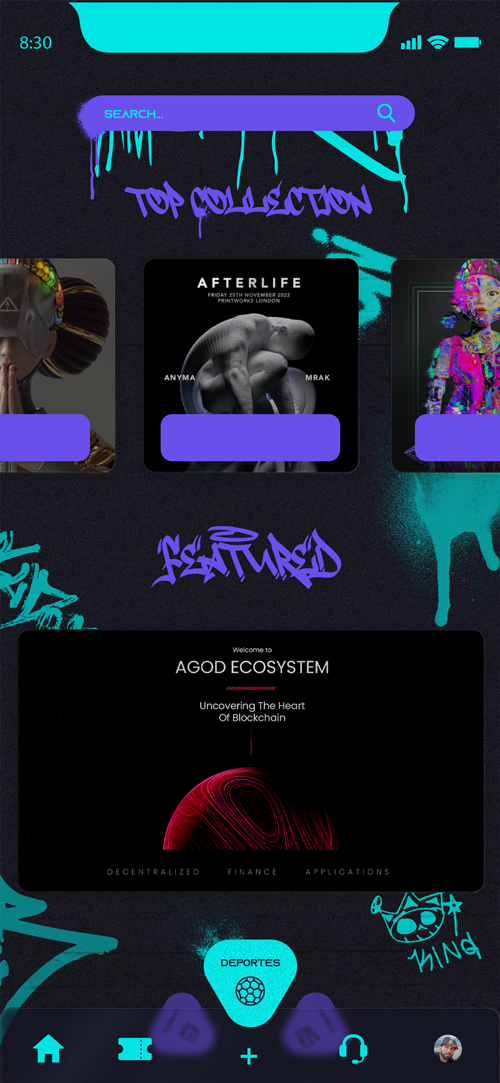 8:30
SEARCH...
TOP COLLECTION
AFTERLIFE
FRIDAY 25TH NOVEMBER 2022
PRINTWORKS LONDON
ANYMA
MRAK
FEATURED
Welcome to
AGOD ECOSYSTEM
Uncovering The Heart
Of Blockchain
DECENTRALIZED FINANCE APPLICATIONS
KING
DEPORTES
+